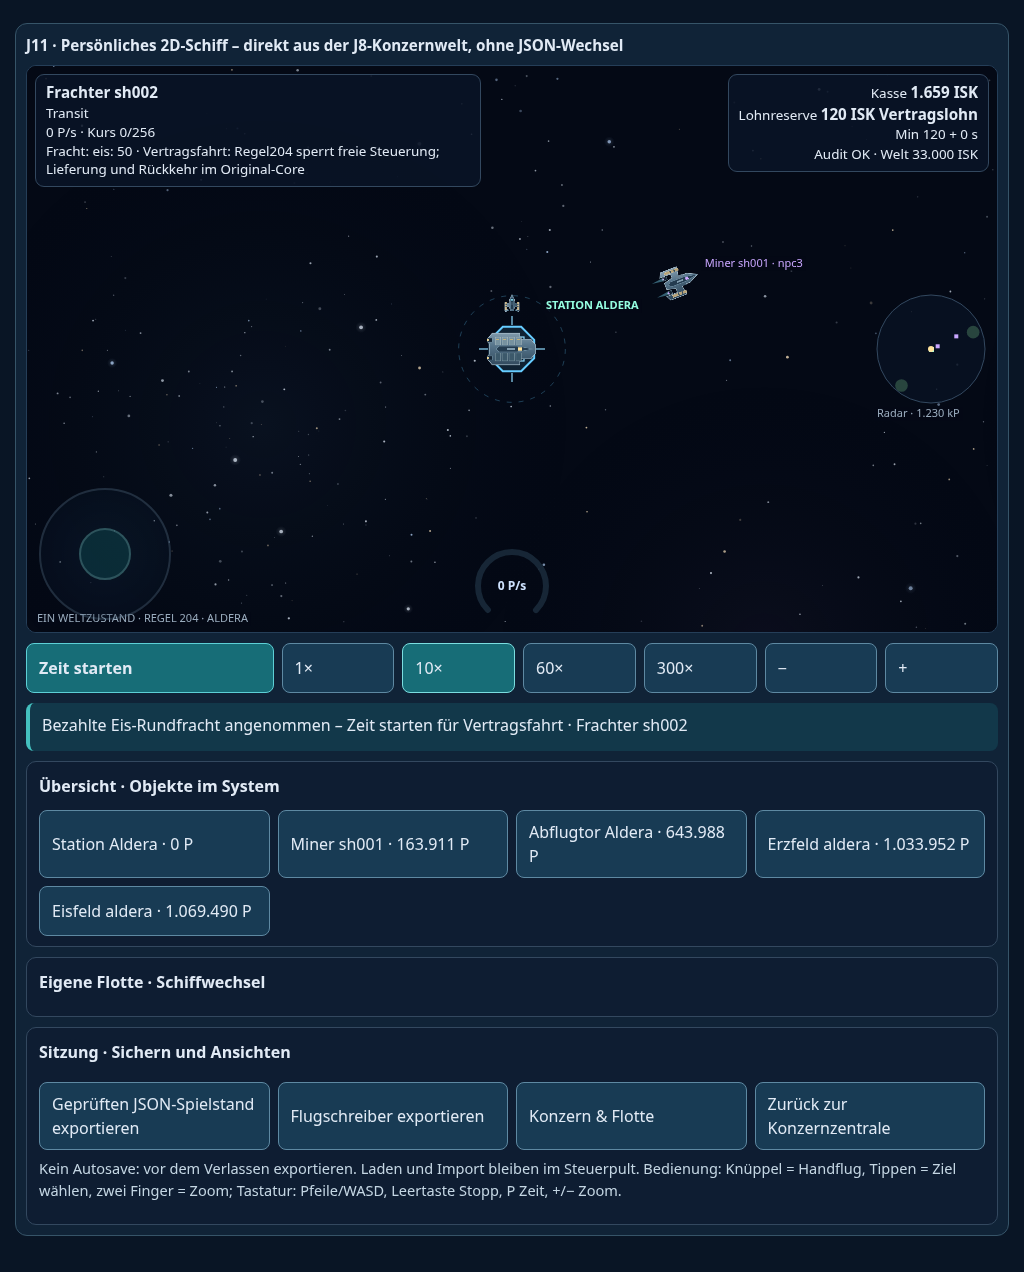 J11 · Persönliches 2D-Schiff – direkt aus der J8-Konzernwelt, ohne JSON-Wechsel
Frachter sh002
Transit
0 P/s · Kurs 0/256
Fracht: eis: 50 · Vertragsfahrt: Regel204 sperrt freie Steuerung;
Lieferung und Rückkehr im Original-Core
Kasse 1.659 ISK
Lohnreserve 120 ISK Vertragslohn
Min 120 + 0 s
Audit OK · Welt 33.000 ISK
Miner sh001 · npc3
STATION ALDERA
Radar · 1.230 kP
0 P/s
EIN WELTZUSTAND · REGEL 204 · ALDERA
Zeit starten
1×
10×
60×
300×
−
+
Bezahlte Eis-Rundfracht angenommen – Zeit starten für Vertragsfahrt · Frachter sh002
Übersicht · Objekte im System
Station Aldera · 0 P
Miner sh001 · 163.911 P
Abflugtor Aldera · 643.988
P
Erzfeld aldera · 1.033.952 P
Eisfeld aldera · 1.069.490 P
Eigene Flotte · Schiffwechsel
Sitzung · Sichern und Ansichten
Geprüften JSON-Spielstand
exportieren
Flugschreiber exportieren
Konzern & Flotte
Zurück zur
Konzernzentrale
Kein Autosave: vor dem Verlassen exportieren. Laden und Import bleiben im Steuerpult. Bedienung: Knüppel = Handflug, Tippen = Ziel
wählen, zwei Finger = Zoom; Tastatur: Pfeile/WASD, Leertaste Stopp, P Zeit, +/− Zoom.